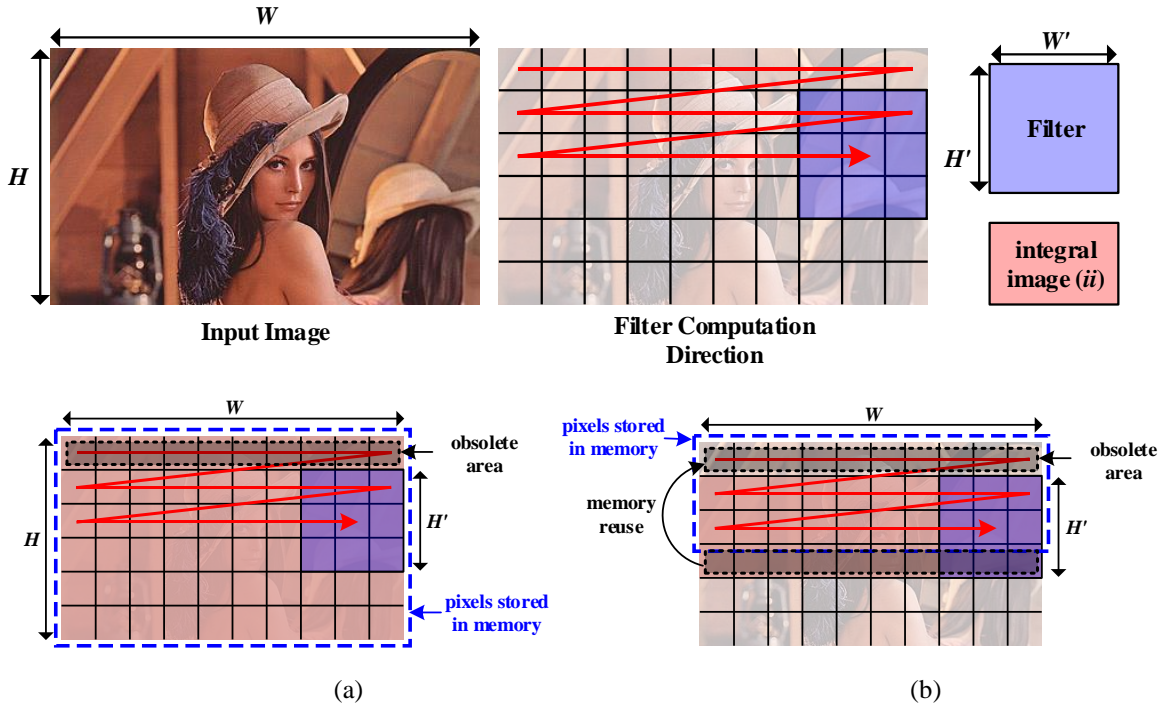 W
H
Input Image
Filter Computation
Direction
W'
H'
Filter
integral
image (ii)
W
H
obsolete
area
H'
pixels stored
in memory
(a)
W
pixels stored
in memory
obsolete
area
memory
reuse
H'
(b)